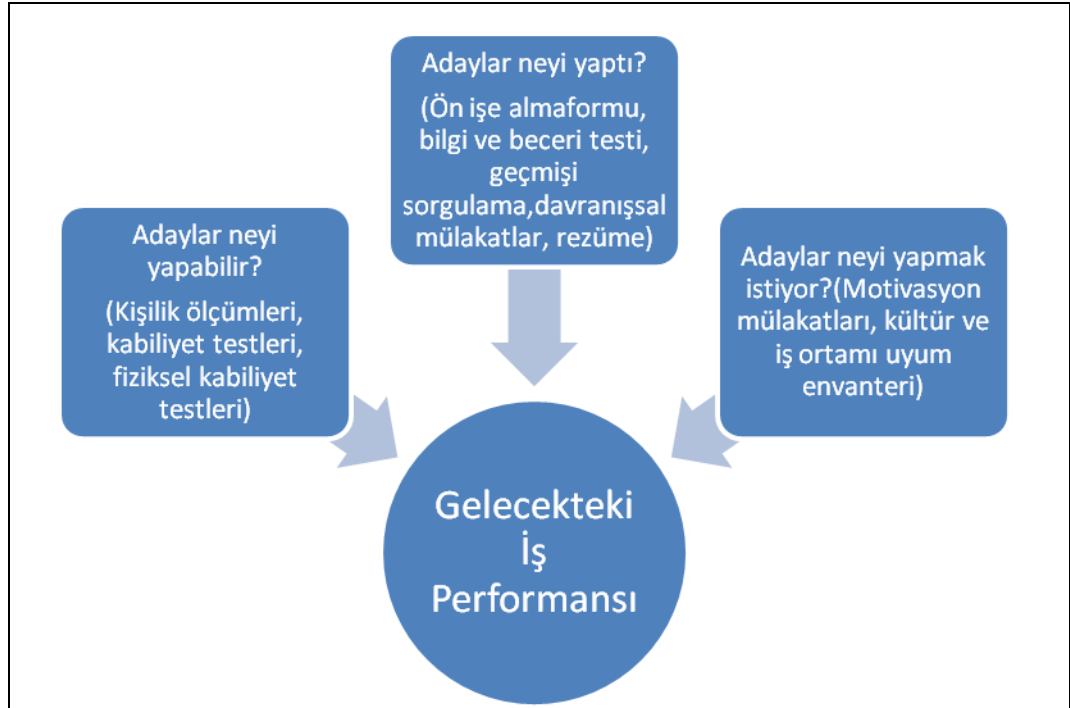 Adaylar neyi yaptı?
(Ön işe almaformu,
bilgi ve beceri testi,
geçmişi
sorgulama,davranışsal
mülakatlar, rezüme)
Adaylar neyi
yapabilir?
(Kişilik ölçümleri,
kabiliyet testleri,
fiziksel kabiliyet
testleri)
Adaylar neyi yapmak
istiyor?(Motivasyon
mülakatları, kültür ve
iş ortamı uyum
envanteri)
Gelecekteki
İş
Performansı